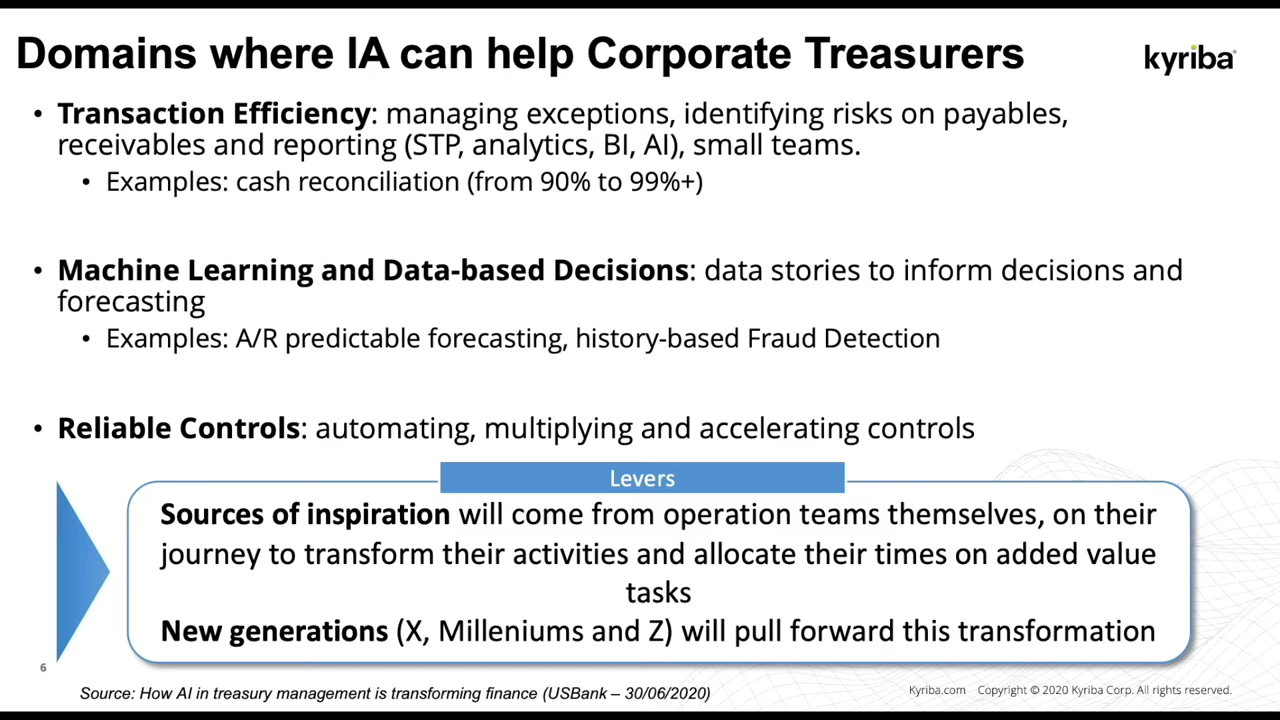 Domains where IA can help Corporate Treasurers
kyriba
• Transaction Efficiency: managing exceptions, identifying risks on payables,
receivables and reporting (STP, analytics, BI, AI), small teams.
• Examples: cash reconciliation (from 90% to 99%+)
• Machine Learning and Data-based Decisions: data stories to inform decisions and
forecasting
• Examples: A/R predictable forecasting, history-based Fraud Detection
• Reliable Controls: automating, multiplying and accelerating controls
Levers
Sources of inspiration will come from operation teams themselves, on their
journey to transform their activities and allocate their times on added value
tasks
New generations (X, Milleniums and Z) will pull forward this transformation
6
Source: How AI in treasury management is transforming finance (USBank – 30/06/2020)
Kyriba.com Copyright © 2020 Kyriba Corp. All rights reserved.